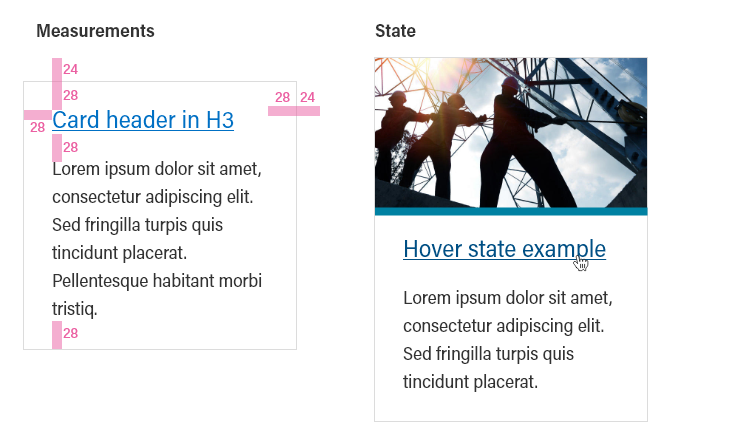 Measurements
24
28
28 24
28
Card header in H3
28
Lorem ipsum dolor sit amet,
consectetur adipiscing elit.
Sed fringilla turpis quis
tincidunt placerat.
Pellentesque habitant morbi
tristiq.
28
State
Hover state example
Lorem ipsum dolor sit amet,
consectetur adipiscing elit.
Sed fringilla turpis quis
tincidunt placerat.